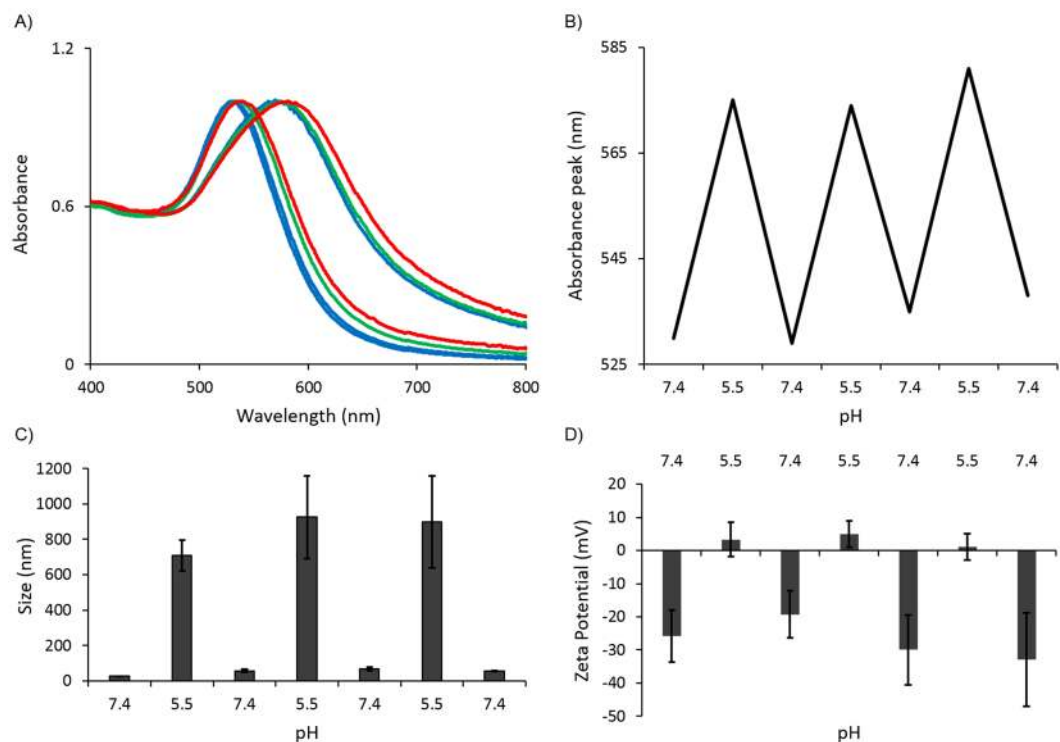 A)
1.2
0.6
0
Absorbance
400 500 600 700 800
Wavelength (nm)
B)
585
565
545
525
Absorbance peak (nm)
7.4 5.5 7.4 5.5 7.4 5.5 7.4
pH
C)
1200
1000
800
600
400
200
0
Size (nm)
7.4 5.5 7.4 5.5 7.4 5.5 7.4
pH
D)
7.4 5.5 7.4 5.5 7.4 5.5 7.4
20
10
0
-10
-20
-30
-40
-50
Zeta Potential (mV)
pH